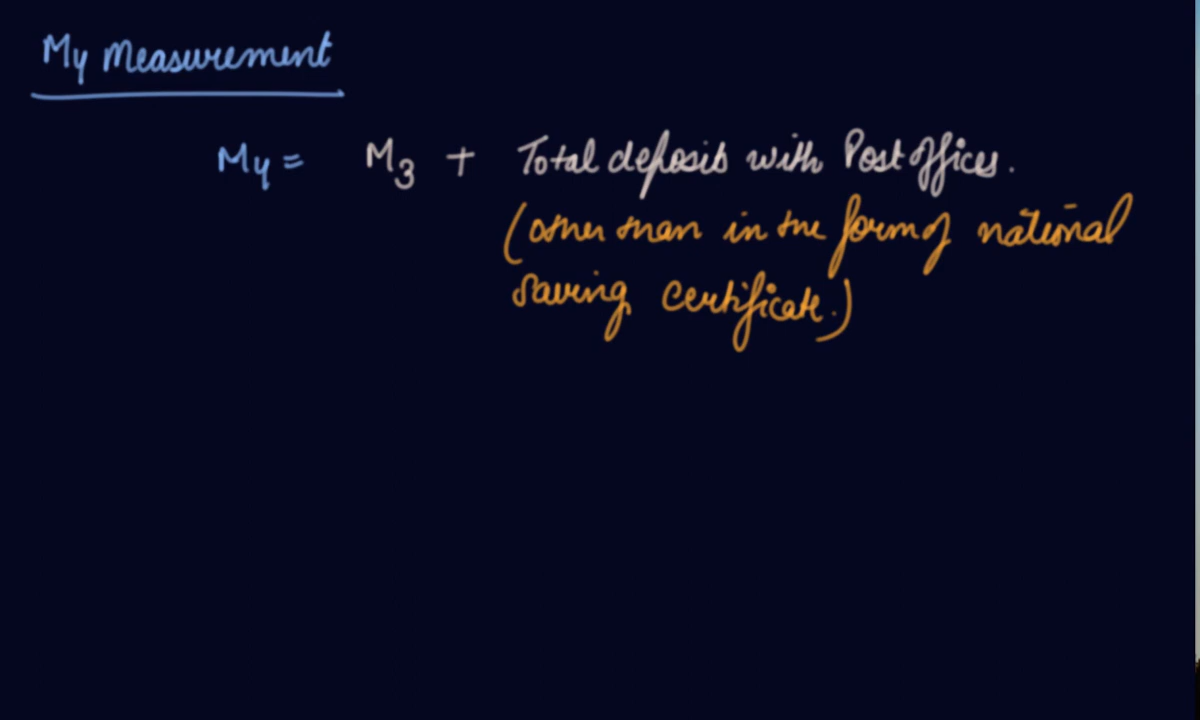 M4 Measurement
M4 = M3 + Total deposits with Post offices.
(other than in the form of national
saving certificate.)